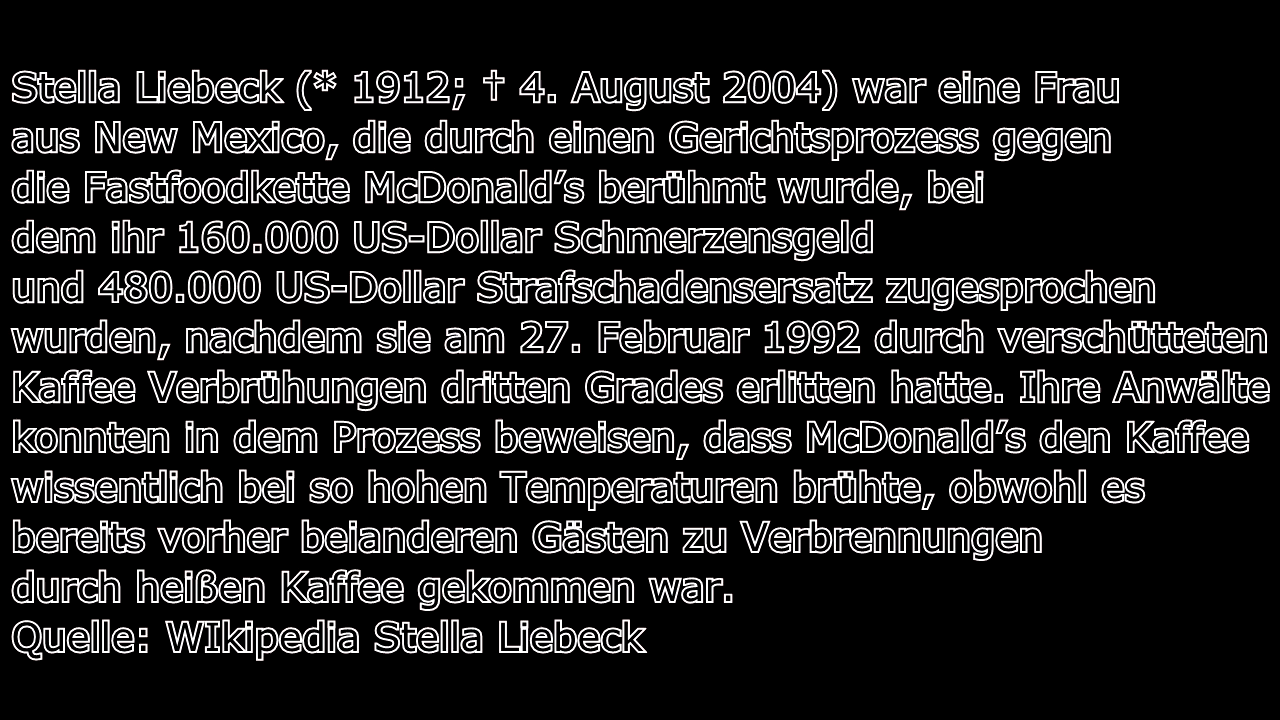 Stella Liebeck (* 1912; † 4. August 2004) war eine Frau
aus New Mexico, die durch einen Gerichtsprozess gegen
die Fastfoodkette McDonald’s berühmt wurde, bei
dem ihr 160.000 US-Dollar Schmerzensgeld
und 480.000 US-Dollar Strafschadensersatz zugesprochen
wurden, nachdem sie am 27. Februar 1992 durch verschütteten
Kaffee Verbrühungen dritten Grades erlitten hatte. Ihre Anwälte
konnten in dem Prozess beweisen, dass McDonald’s den Kaffee
wissentlich bei so hohen Temperaturen brühte, obwohl es
bereits vorher beianderen Gästen zu Verbrennungen
durch heißen Kaffee gekommen war.
Quelle: WIkipedia Stella Liebeck